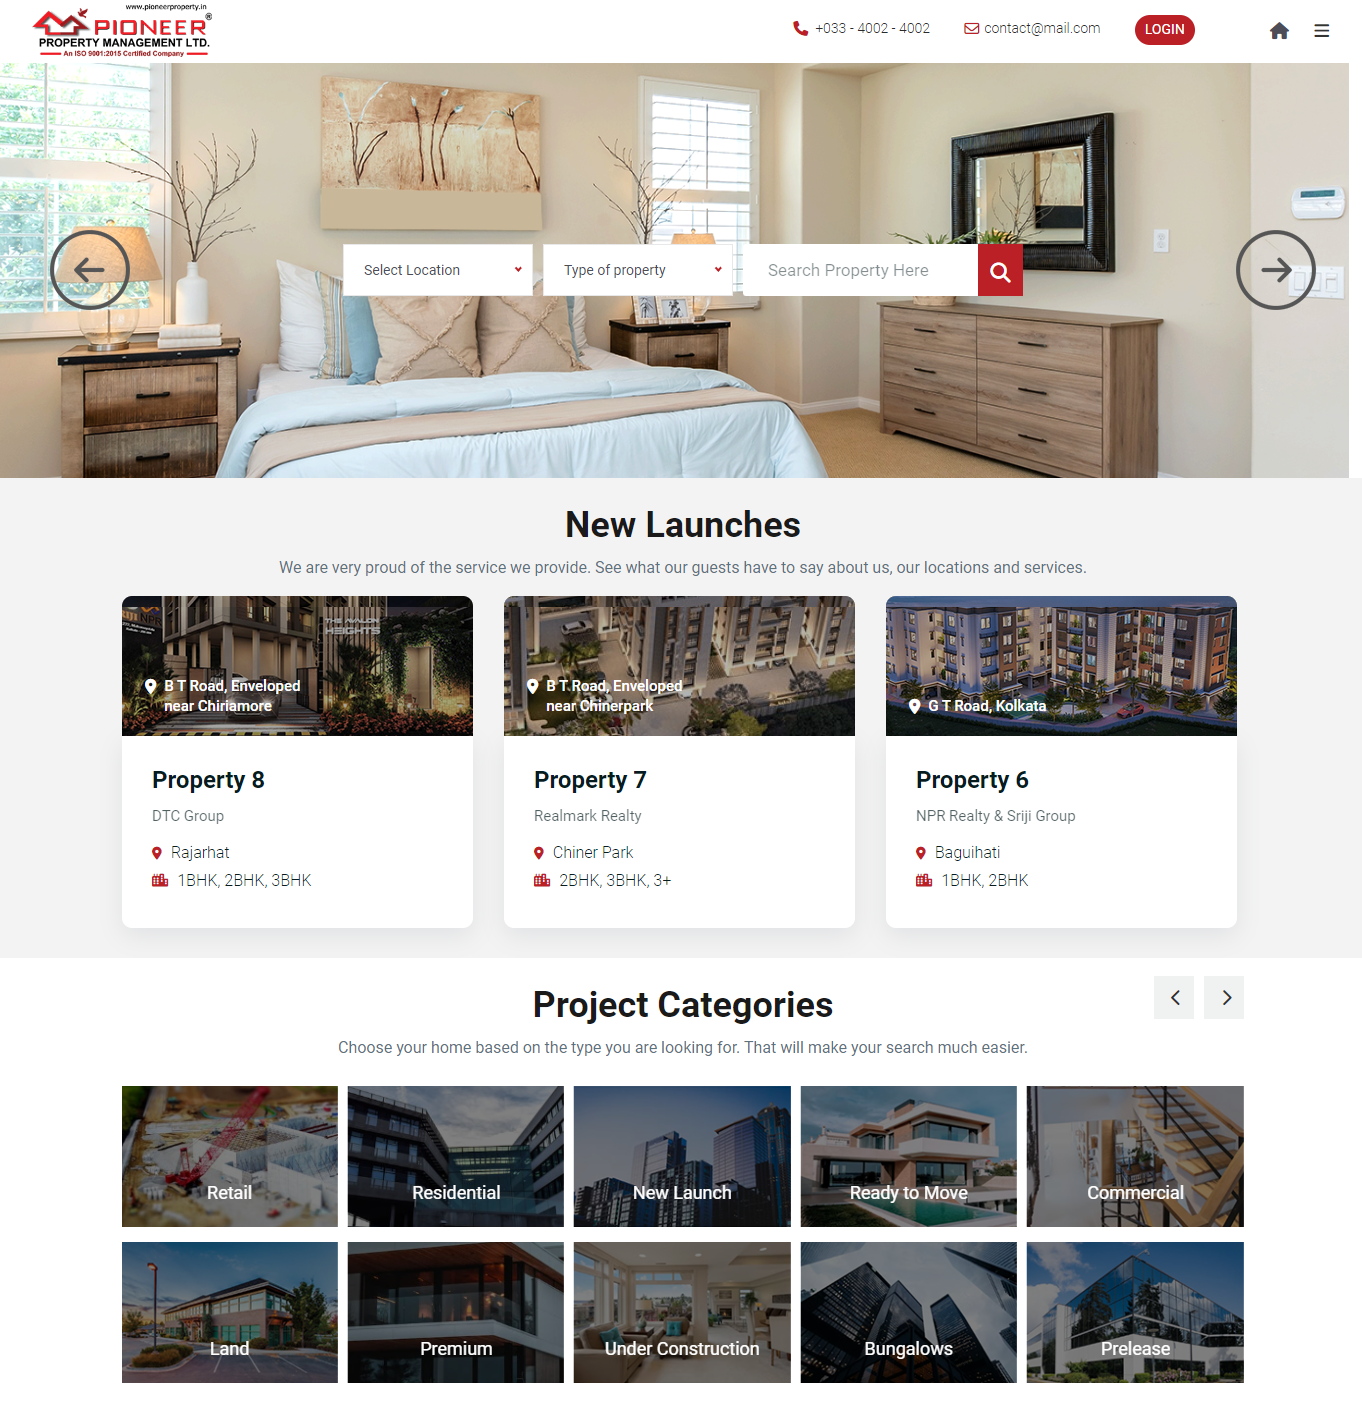 www.pioneerproperty.in
PIONEER®
PROPERTY MANAGEMENT LTD.
An ISO 9001:2015 Certified Company
+033 - 4002 - 4002
contact@mail.com
LOGIN
Select Location
Type of property
Search Property Here
New Launches
We are very proud of the service we provide. See what our guests have to say about us, our locations and services.
NPR
THE AVALON
HEIGHTS
B T Road, Enveloped
near Chiriamore
B T Road, Enveloped
near Chinerpark
G T Road, Kolkata
Property 8
DTC Group
Rajarhat
1BHK, 2BHK, 3BHK
Property 7
Realmark Realty
Chiner Park
2BHK, 3BHK, 3+
Property 6
NPR Realty & Sriji Group
Baguihati
1BHK, 2BHK
Project Categories
Choose your home based on the type you are looking for. That will make your search much easier.
Retail
Residential
New Launch
Ready to Move
Commercial
Land
Premium
Under Construction
Bungalows
Prelease